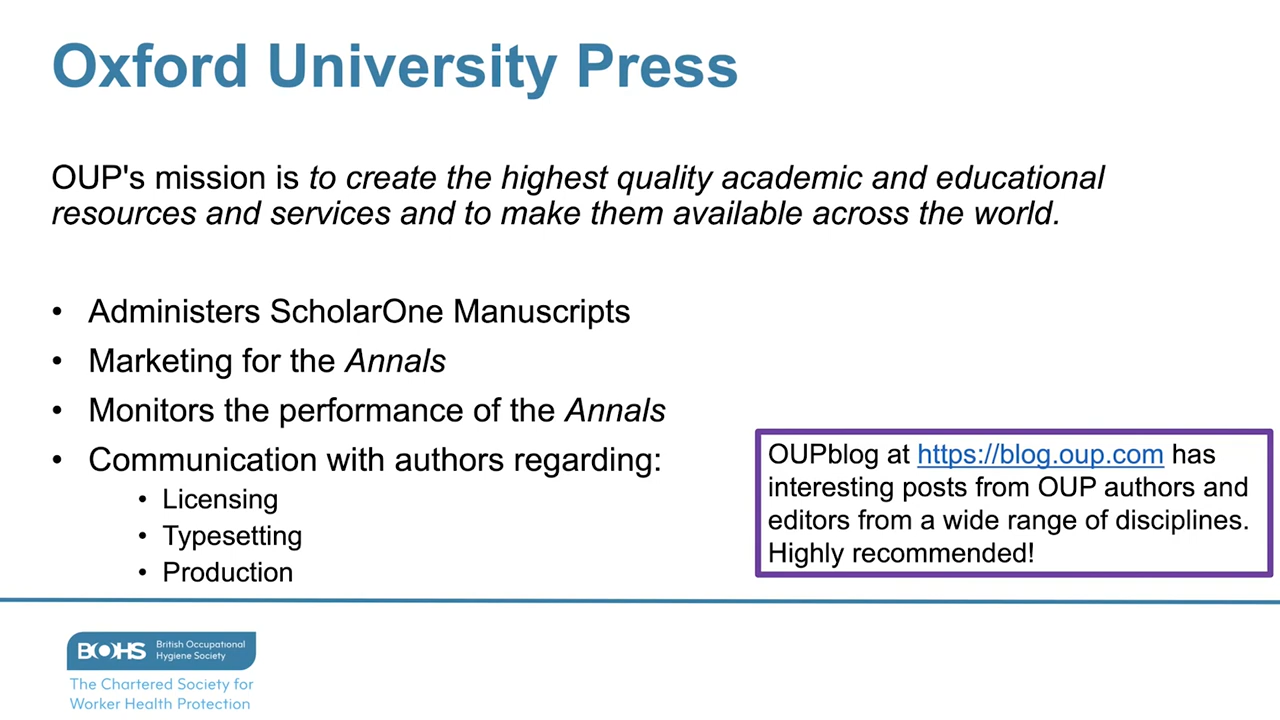 Oxford University Press
OUP's mission is to create the highest quality academic and educational
resources and services and to make them available across the world.
• Administers ScholarOne Manuscripts
• Marketing for the Annals
• Monitors the performance of the Annals
• Communication with authors regarding:
• Licensing
• Typesetting
• Production
OUPblog at https://blog.oup.com has
interesting posts from OUP authors and
editors from a wide range of disciplines.
Highly recommended!
BOHS
British Occupational
Hygiene Society
The Chartered Society for
Worker Health Protection